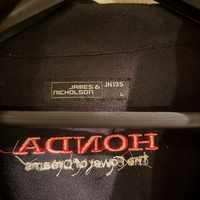 JAMES &
NICHOLSON
JN135
L
HONDA
The Power of Dreams